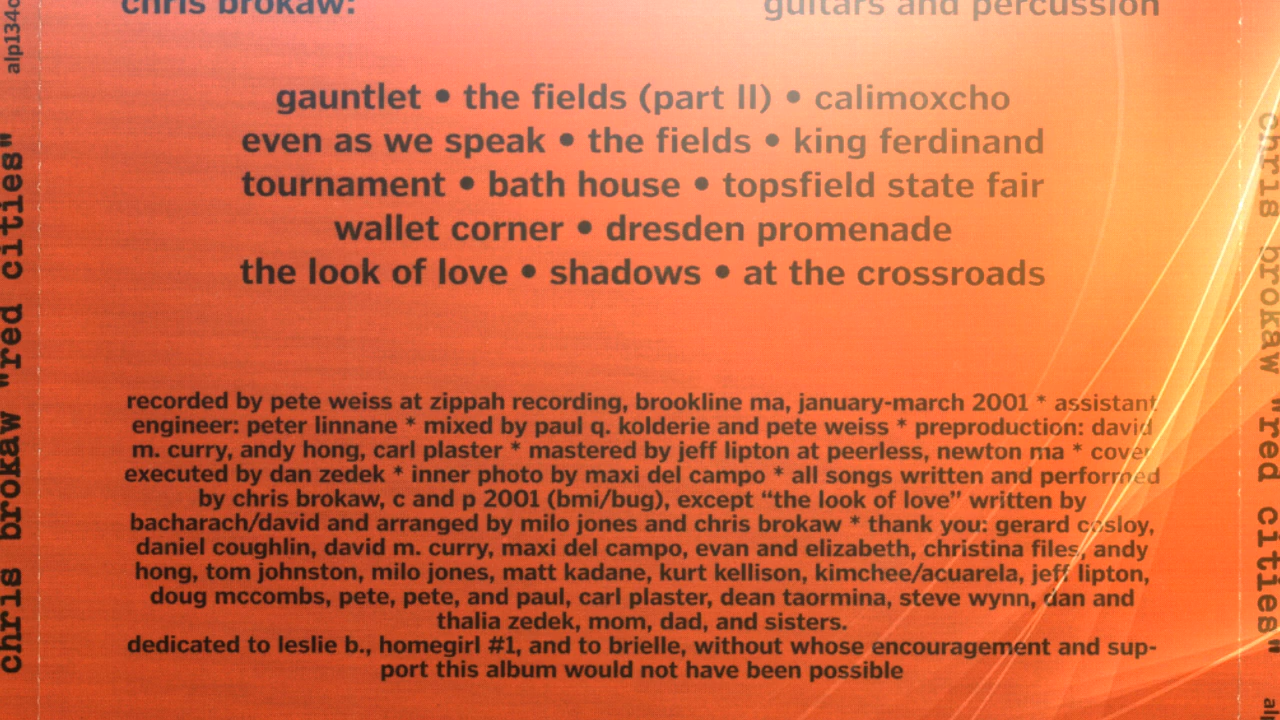 chris brokaw: guitars and percussion
gauntlet • the fields (part II) • calimoxcho
even as we speak • the fields • king ferdinand
tournament • bath house • topsfield state fair
wallet corner • dresden promenade
the look of love • shadows • at the crossroads
recorded by pete weiss at zippah recording, brookline ma, january-march 2001 * assistant
engineer: peter linnane * mixed by paul q. kolderie and pete weiss * preproduction: david
m. curry, andy hong, carl plaster * mastered by jeff lipton at peerless, newton ma * cover
executed by dan zedek * inner photo by maxi del campo * all songs written and performed
by chris brokaw, c and p 2001 (bmi/bug), except “the look of love” written by
bacharach/david and arranged by milo jones and chris brokaw * thank you: gerard cosloy,
daniel coughlin, david m. curry, maxi del campo, evan and elizabeth, christina files, andy
hong, tom johnston, milo jones, matt kadane, kurt kellison, kimchee/acuarela, jeff lipton,
doug mccombs, pete, pete, and paul, carl plaster, dean taormina, steve wynn, dan and
thalia zedek, mom, dad, and sisters.
dedicated to leslie b., homegirl #1, and to brielle, without whose encouragement and sup-
port this album would not have been possible
chris brokaw "red cities"
chris brokaw "red cities"